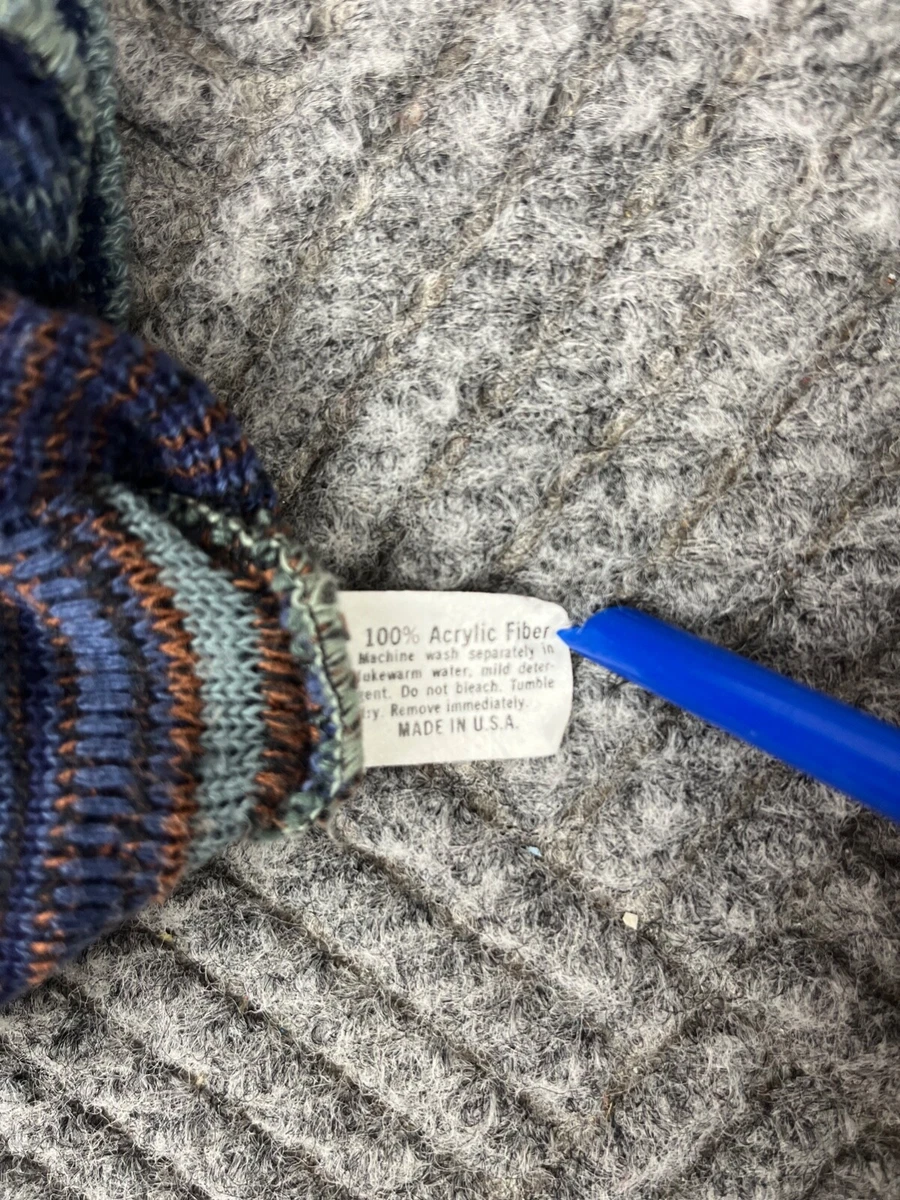 100% Acrylic Fiber
Machine wash separately in
lukewarm water, mild deter-
gent. Do not bleach. Tumble
dry. Remove immediately.
MADE IN U.S.A.